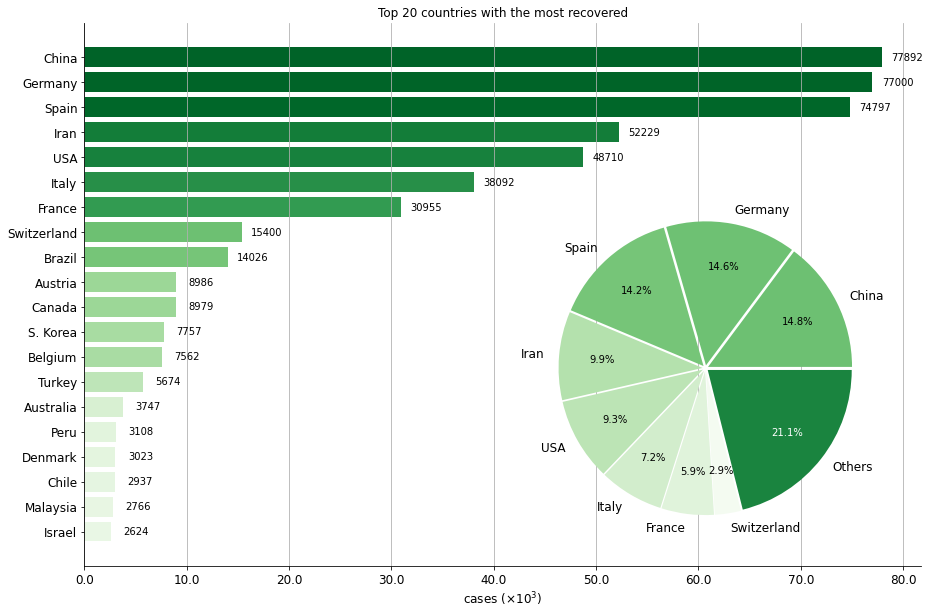 Top 20 countries with the most recovered
China 77892
Germany 77000
Spain 74797
Iran 52229
USA 48710
Italy 38092
France 30955
Switzerland 15400
Brazil 14026
Austria 8986
Canada 8979
S. Korea 7757
Belgium 7562
Turkey 5674
Australia 3747
Peru 3108
Denmark 3023
Chile 2937
Malaysia 2766
Israel 2624
0.0 10.0 20.0 30.0 40.0 50.0 60.0 70.0 80.0
cases (×10³)
China 14.8%
Germany 14.6%
Spain 14.2%
Iran 9.9%
USA 9.3%
Italy 7.2%
France 5.9%
Switzerland 2.9%
Others 21.1%